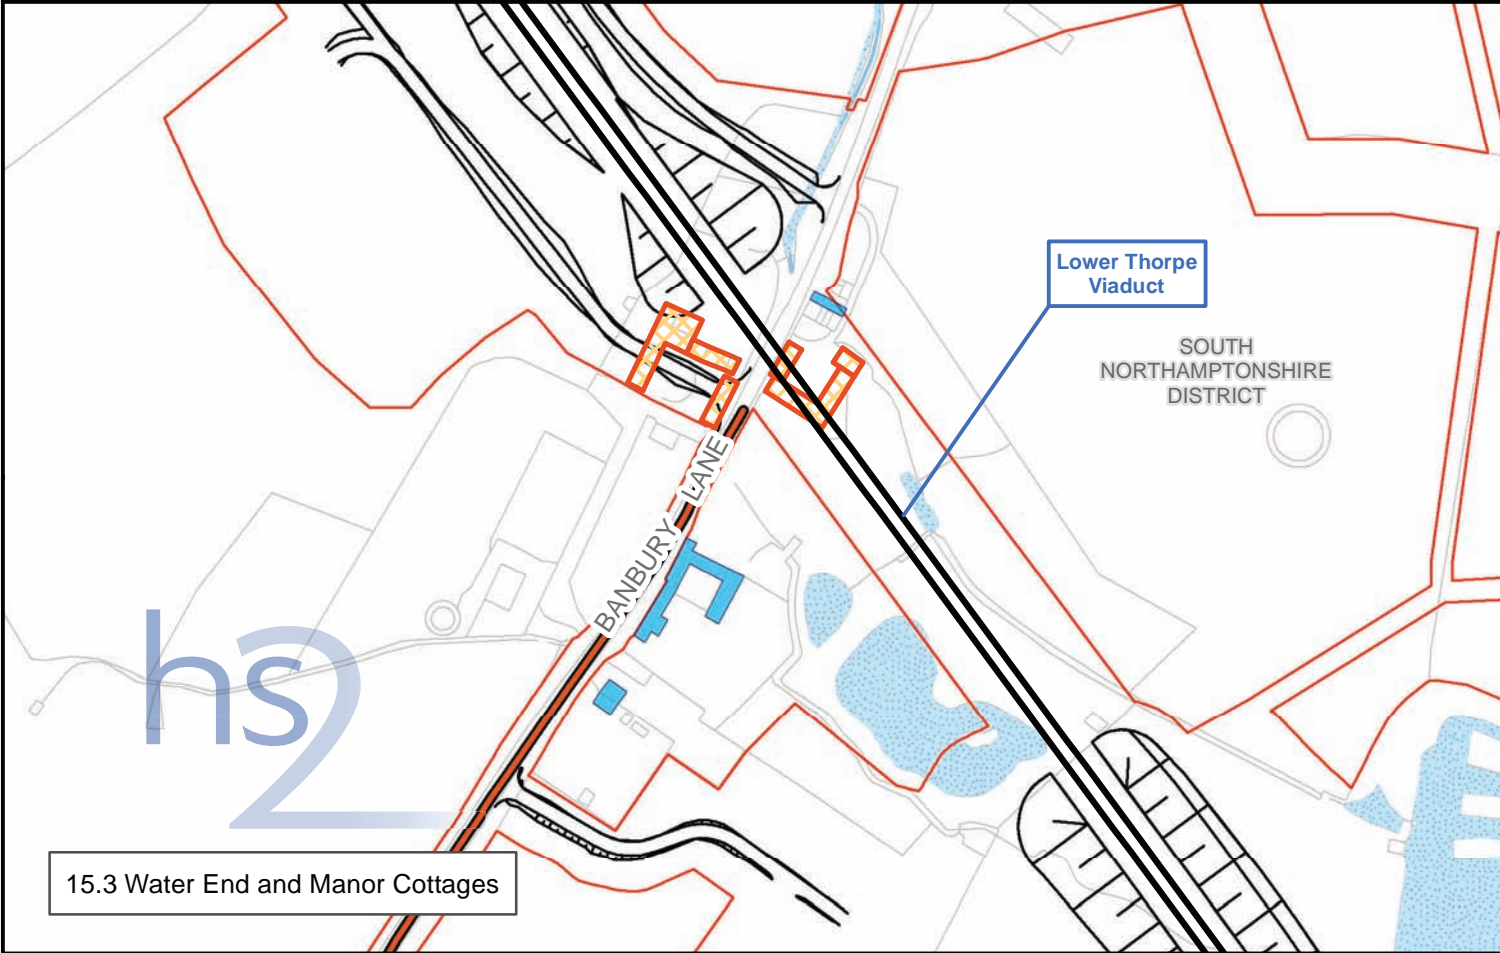 Lower Thorpe
Viaduct
SOUTH
NORTHAMPTONSHIRE
DISTRICT
BANBURY LANE
hs2
15.3 Water End and Manor Cottages